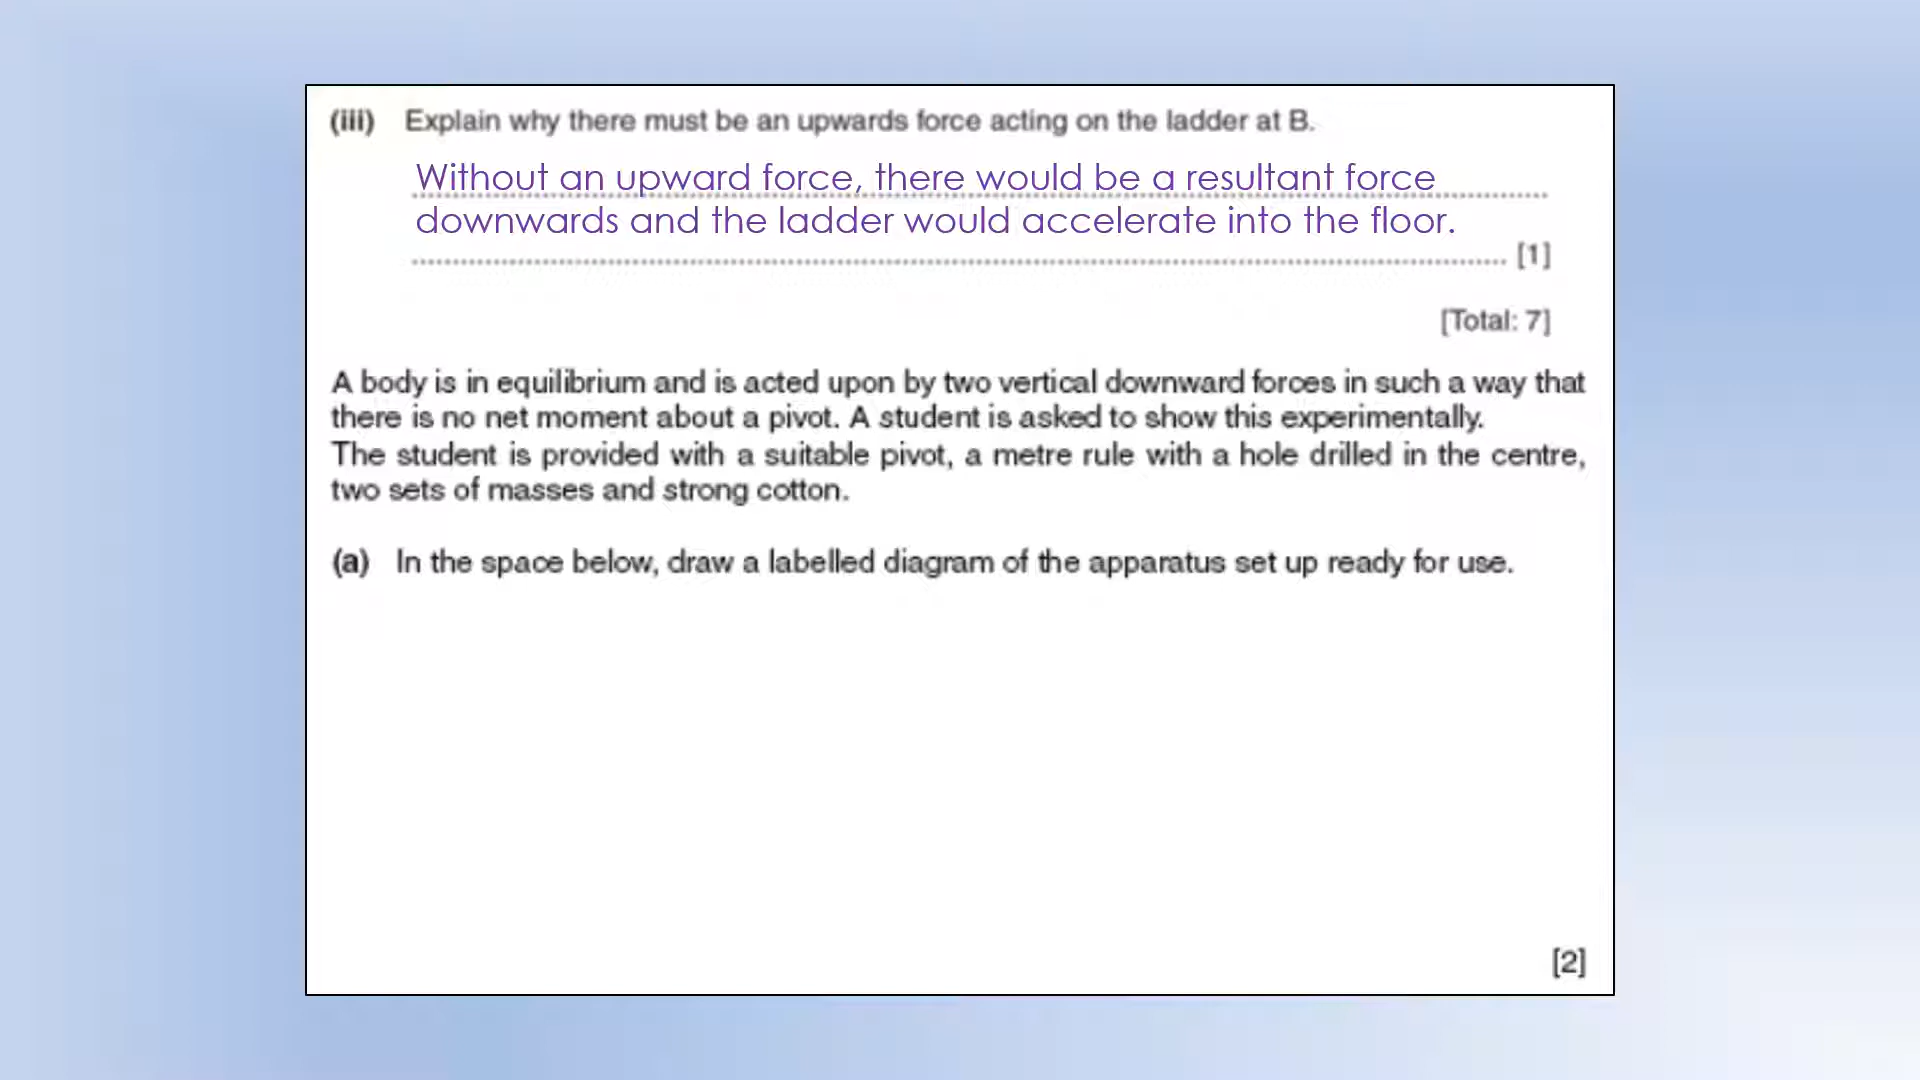 (iii) Explain why there must be an upwards force acting on the ladder at B.
Without an upward force, there would be a resultant force
downwards and the ladder would accelerate into the floor.
[1]
[Total: 7]
A body is in equilibrium and is acted upon by two vertical downward forces in such a way that
there is no net moment about a pivot. A student is asked to show this experimentally.
The student is provided with a suitable pivot, a metre rule with a hole drilled in the centre,
two sets of masses and strong cotton.
(a) In the space below, draw a labelled diagram of the apparatus set up ready for use.
[2]